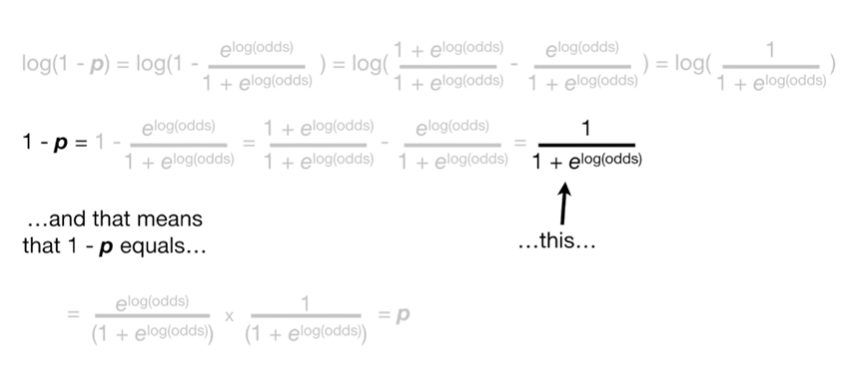 log(1 - p) = log(1 - e^log(odds) / 1 + e^log(odds) ) = log( 1 + e^log(odds) / 1 + e^log(odds) - e^log(odds) / 1 + e^log(odds) ) = log( 1 / 1 + e^log(odds) )
1 - p = 1 - e^log(odds) / 1 + e^log(odds) = 1 + e^log(odds) / 1 + e^log(odds) - e^log(odds) / 1 + e^log(odds) = 1 / 1 + e^log(odds)
…and that means
that 1 - p equals…
…this…
= e^log(odds) / (1 + e^log(odds)) x 1 / (1 + e^log(odds)) = p